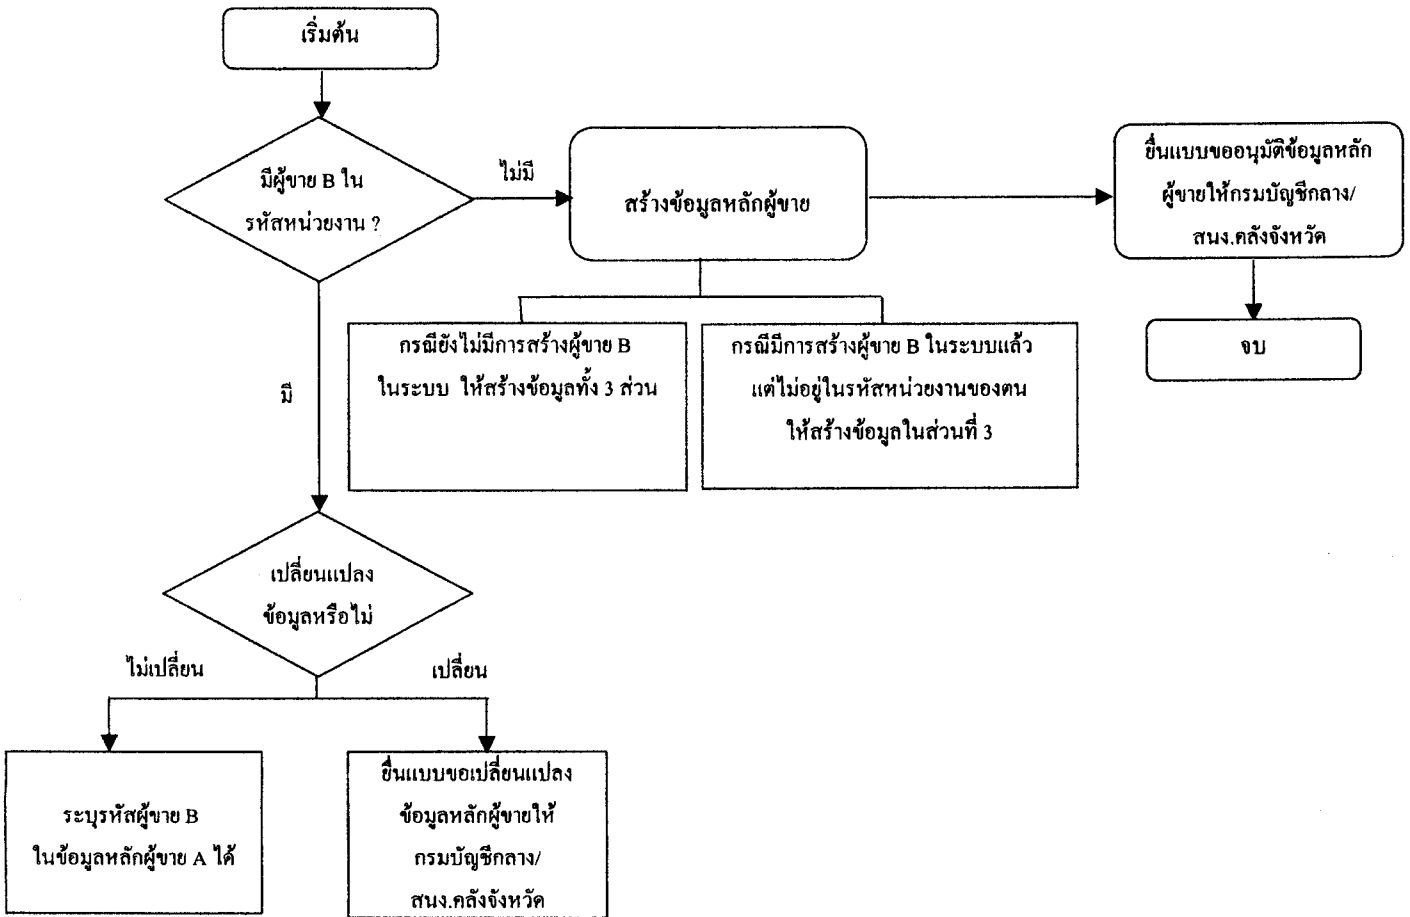 เริ่มต้น
มีผู้ขาย B ใน
รหัสหน่วยงาน ?
ไม่มี
สร้างข้อมูลหลักผู้ขาย
ยื่นแบบขออนุมัติข้อมูลหลัก
ผู้ขายให้กรมบัญชีกลาง/
สนง.คลังจังหวัด
จบ
กรณียังไม่มีการสร้างผู้ขาย B
ในระบบ ให้สร้างข้อมูลทั้ง 3 ส่วน
กรณีมีการสร้างผู้ขาย B ในระบบแล้ว
แต่ไม่อยู่ในรหัสหน่วยงานของตน
ให้สร้างข้อมูลในส่วนที่ 3
มี
เปลี่ยนแปลง
ข้อมูลหรือไม่
ไม่เปลี่ยน
เปลี่ยน
ระบุรหัสผู้ขาย B
ในข้อมูลหลักผู้ขาย A ได้
ยื่นแบบขอเปลี่ยนแปลง
ข้อมูลหลักผู้ขายให้
กรมบัญชีกลาง/
สนง.คลังจังหวัด